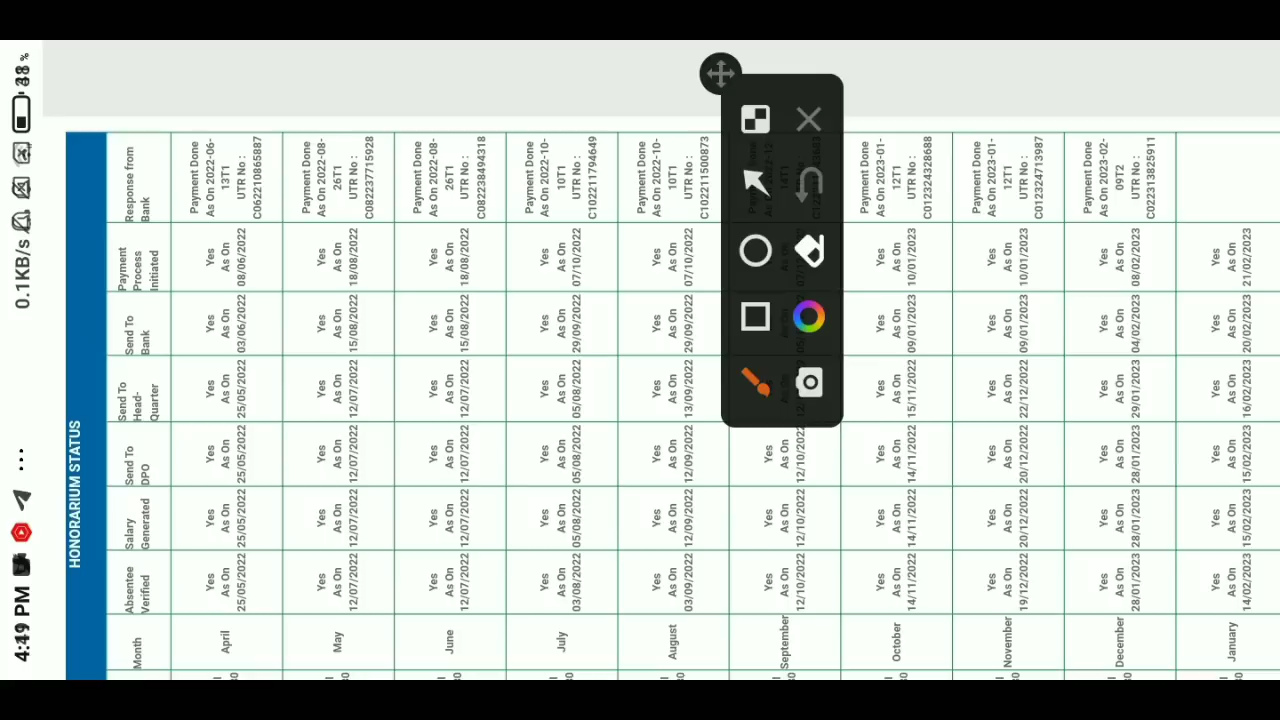 4:49 PM ... 0.1KB/s
HONORARIUM STATUS
Month
Absentee
Verified
Salary
Generated
Send To
DPO
Send To
Head-
Quarter
Send To
Bank
Payment
Process
Initiated
Response from
Bank
April
Yes
As On
25/05/2022
Yes
As On
25/05/2022
Yes
As On
25/05/2022
Yes
As On
25/05/2022
Yes
As On
03/06/2022
Yes
As On
08/06/2022
Payment Done
As On 2022-06-
13T1
UTR No :
C062210865887
May
Yes
As On
12/07/2022
Yes
As On
12/07/2022
Yes
As On
12/07/2022
Yes
As On
12/07/2022
Yes
As On
15/08/2022
Yes
As On
18/08/2022
Payment Done
As On 2022-08-
26T1
UTR No :
C082237715928
June
Yes
As On
12/07/2022
Yes
As On
12/07/2022
Yes
As On
12/07/2022
Yes
As On
12/07/2022
Yes
As On
15/08/2022
Yes
As On
18/08/2022
Payment Done
As On 2022-08-
26T1
UTR No :
C082238494318
July
Yes
As On
03/08/2022
Yes
As On
05/08/2022
Yes
As On
05/08/2022
Yes
As On
05/08/2022
Yes
As On
29/09/2022
Yes
As On
07/10/2022
Payment Done
As On 2022-10-
10T1
UTR No :
C102211794649
August
Yes
As On
03/09/2022
Yes
As On
12/09/2022
Yes
As On
12/09/2022
Yes
As On
13/09/2022
Yes
As On
29/09/2022
Yes
As On
07/10/2022
Payment Done
As On 2022-10-
10T1
UTR No :
C102211500873
September
Yes
As On
12/10/2022
Yes
As On
12/10/2022
Yes
As On
12/10/2022
October
Yes
As On
14/11/2022
Yes
As On
14/11/2022
Yes
As On
14/11/2022
Yes
As On
15/11/2022
Yes
As On
09/01/2023
Yes
As On
10/01/2023
Payment Done
As On 2023-01-
12T1
UTR No :
C012324328688
November
Yes
As On
19/12/2022
Yes
As On
20/12/2022
Yes
As On
20/12/2022
Yes
As On
22/12/2022
Yes
As On
09/01/2023
Yes
As On
10/01/2023
Payment Done
As On 2023-01-
12T1
UTR No :
C012324713987
December
Yes
As On
28/01/2023
Yes
As On
28/01/2023
Yes
As On
28/01/2023
Yes
As On
29/01/2023
Yes
As On
04/02/2023
Yes
As On
08/02/2023
Payment Done
As On 2023-02-
09T2
UTR No :
C022313825911
January
Yes
As On
14/02/2023
Yes
As On
15/02/2023
Yes
As On
15/02/2023
Yes
As On
16/02/2023
Yes
As On
20/02/2023
Yes
As On
21/02/2023